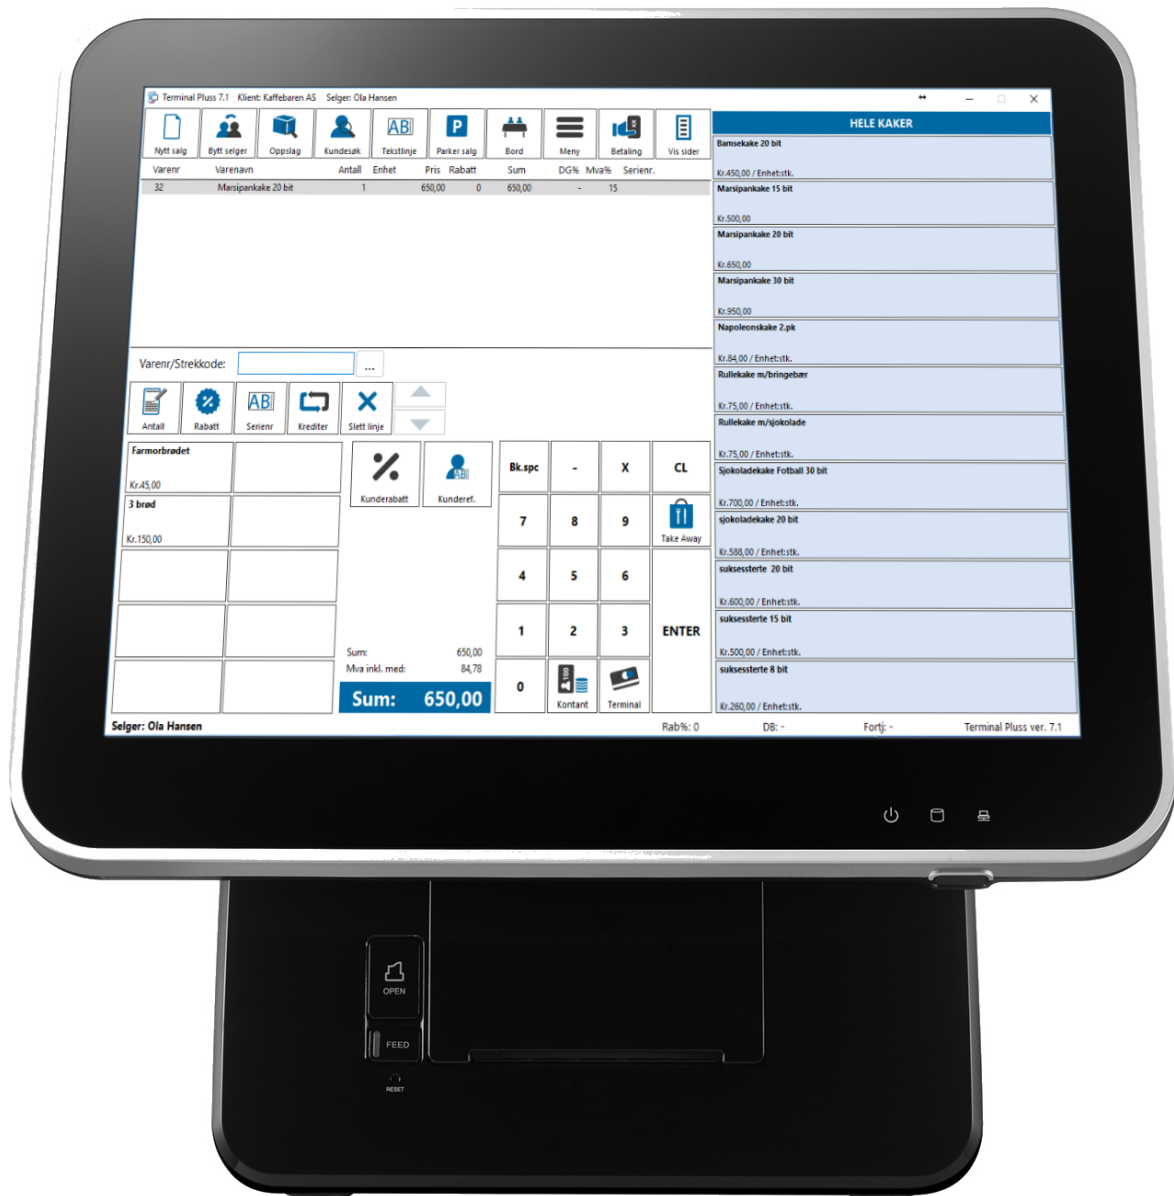 Terminal Pluss 7.1 Klient: Kaffebaren AS Selger: Ola Hansen
Nytt salg Bytt selger Oppslag Kundesøk Tekstlinje Parker salg Bord Meny Betaling Vis sider
AB
P
Varenr Varenavn Antall Enhet Pris Rabatt Sum DG% Mva% Serienr.
32 Marsipankake 20 bit 1 650,00 0 650,00 - 15
Varenr/Strekkode: ...
AB
Antall Rabatt Serienr Krediter Slett linje
Farmorbrødet
Kr.45,00
3 brød
Kr.150,00
%
AB
Kunderabatt Kunderef.
Bk.spc - X CL
7 8 9 Take Away
4 5 6
1 2 3 ENTER
0 Kontant Terminal
100
Sum: 650,00
Mva inkl. med: 84,78
Sum: 650,00
HELE KAKER
Bamsekake 20 bit
Kr.450,00 / Enhet:stk.
Marsipankake 15 bit
Kr.500,00
Marsipankake 20 bit
Kr.650,00
Marsipankake 30 bit
Kr.950,00
Napoleonskake 2.pk
Kr.84,00 / Enhet:stk.
Rullekake m/bringebær
Kr.75,00 / Enhet:stk.
Rullekake m/sjokolade
Kr.75,00 / Enhet:stk.
Sjokoladekake Fotball 30 bit
Kr.700,00 / Enhet:stk.
sjokoladekake 20 bit
Kr.588,00 / Enhet:stk.
suksessterte 20 bit
Kr.600,00 / Enhet:stk.
suksessterte 15 bit
Kr.500,00 / Enhet:stk.
suksessterte 8 bit
Kr.260,00 / Enhet:stk.
Selger: Ola Hansen Rab%: 0 DB: - Fortj: - Terminal Pluss ver. 7.1
OPEN
FEED
RESET